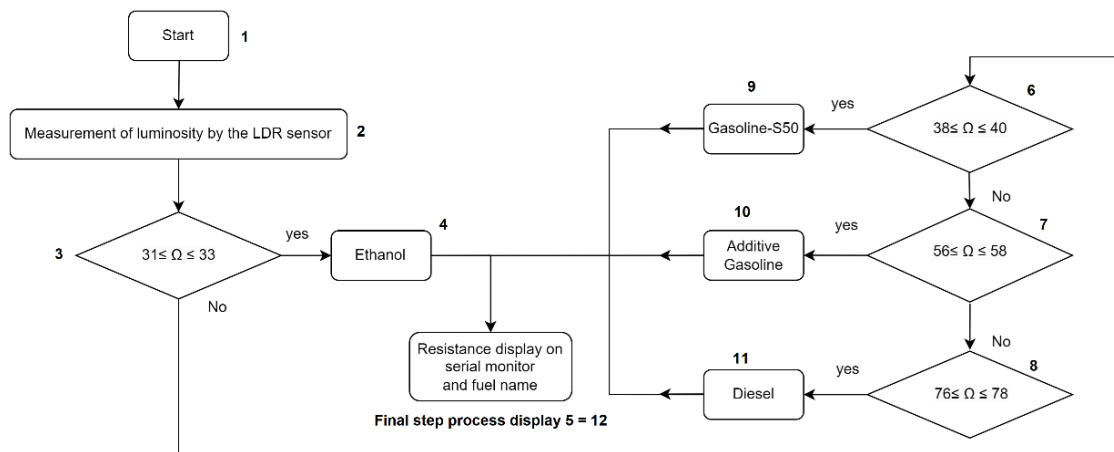 Start
1
Measurement of luminosity by the LDR sensor
2
3
31≤ Ω ≤ 33
yes
No
Ethanol
4
Resistance display on
serial monitor
and fuel name
Final step process display 5 = 12
6
38≤ Ω ≤ 40
yes
No
9
Gasoline-S50
7
56≤ Ω ≤ 58
yes
No
10
Additive
Gasoline
8
76≤ Ω ≤ 78
yes
11
Diesel